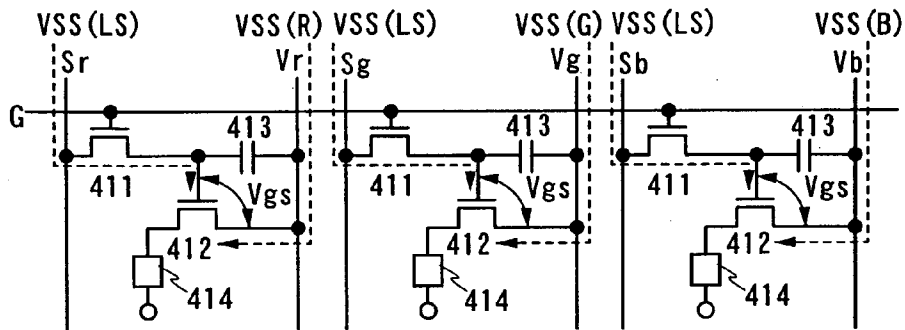 VSS(LS) VSS(R) VSS(LS) VSS(G) VSS(LS) VSS(B)
Sr Vr Sg Vg Sb Vb
G
413 413 413
411 Vgs 411 Vgs 411 Vgs
412 412 412
414 414 414